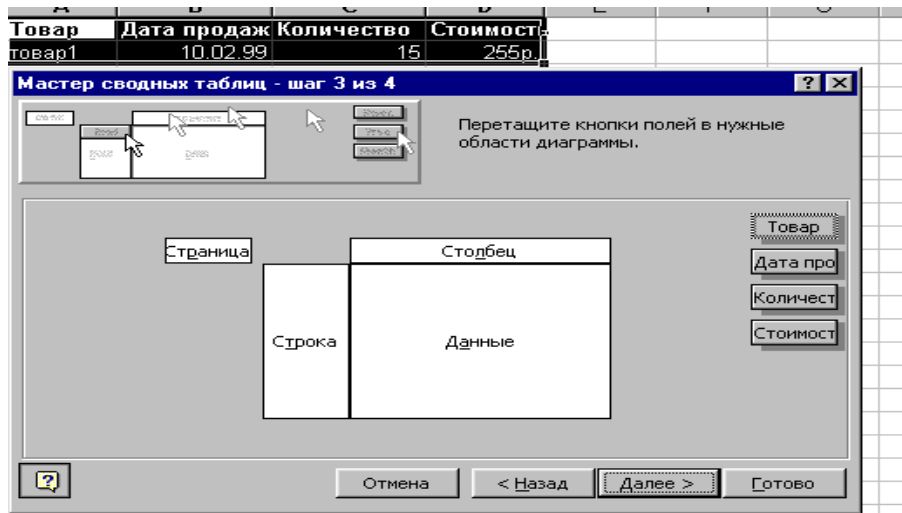 Товар Дата продаж Количество Стоимость
товар1 10.02.99 15 255р.
Мастер сводных таблиц - шаг 3 из 4
Перетащите кнопки полей в нужные
области диаграммы.
Товар
Страница Столбец
Дата про
Количест
Строка Данные Стоимост
Отмена < Назад Далее > Готово